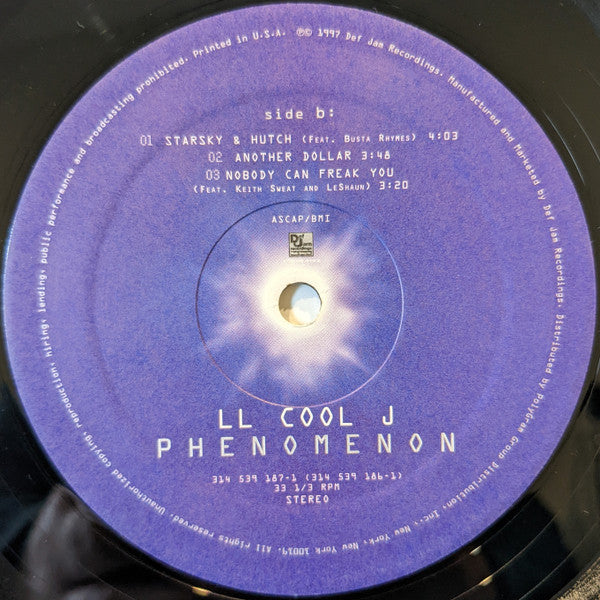 side b:
01 STARSKY & HUTCH (Feat. Busta Rhymes) 4:03
02 ANOTHER DOLLAR 3:48
03 NOBODY CAN FREAK YOU
(Feat. Keith Sweat and LeShaun) 3:20
ASCAP/BMI
Def Jam
recordings
LL COOL J
PHENOMENON
314 539 187-1 (314 539 186-1)
33 1/3 RPM
STEREO
℗© 1997 Def Jam Recordings. Manufactured and Marketed by Def Jam Recordings. Distributed by PolyGram Group Distribution, Inc., New York, New York 10019. All rights reserved. Unauthorized copying, reproduction, hiring, lending, public performance and broadcasting prohibited. Printed in U.S.A.